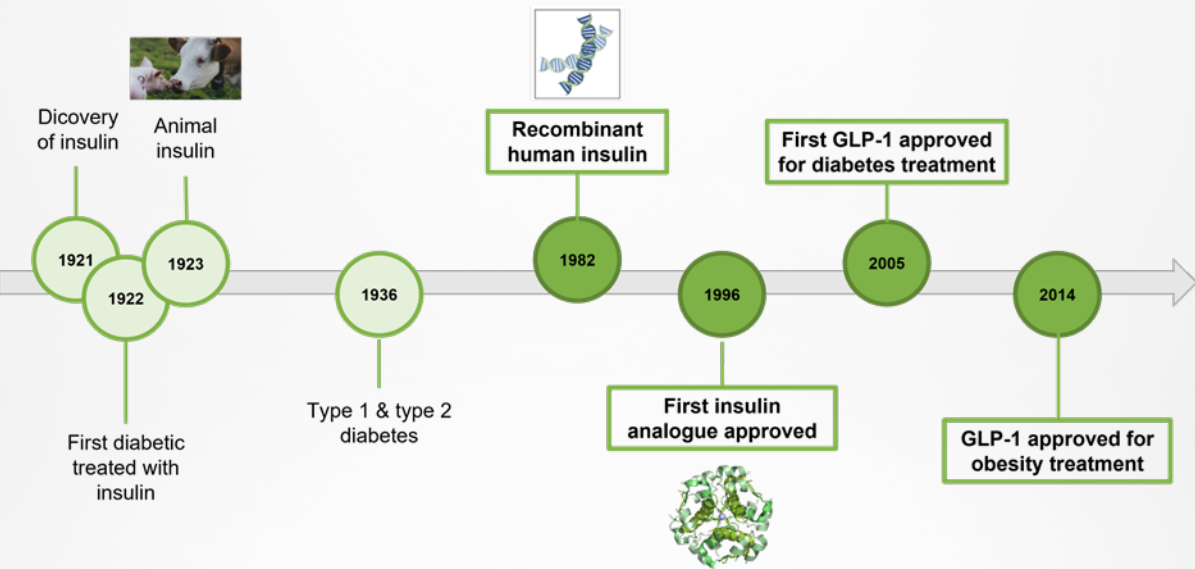 Dicovery
of insulin
Animal
insulin
1921
1922
1923
First diabetic
treated with
insulin
1936
Type 1 & type 2
diabetes
Recombinant
human insulin
1982
1996
First insulin
analogue approved
First GLP-1 approved
for diabetes treatment
2005
2014
GLP-1 approved for
obesity treatment